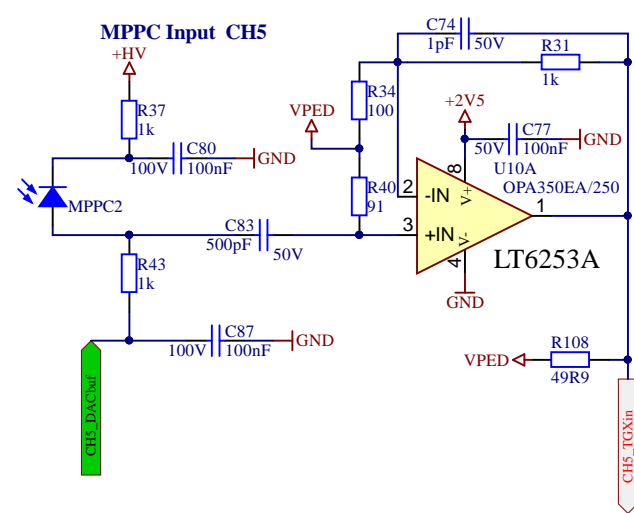 MPPC Input CH5
+HV
C74
1pF
50V
R31
1k
R37
1k
R34
100
VPED
+2V5
C80
100V
100nF
GND
C77
50V
100nF
GND
U10A
OPA350EA/250
MPPC2
R40
91
2
-IN
8
V+
1
C83
500pF
50V
3
+IN
V-
4
LT6253A
GND
R43
1k
C87
100V
100nF
GND
VPED
R108
49R9
CH5_DACbuf
CH5_TGXin